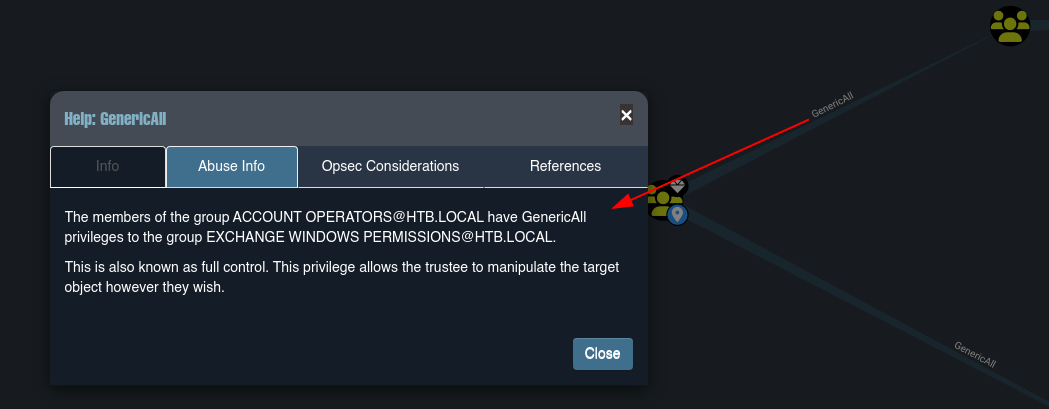 GenericAll
Help: GenericAll
×
Info
Abuse Info
Opsec Considerations
References
The members of the group ACCOUNT OPERATORS@HTB.LOCAL have GenericAll
privileges to the group EXCHANGE WINDOWS PERMISSIONS@HTB.LOCAL.
This is also known as full control. This privilege allows the trustee to manipulate the target
object however they wish.
Close
GenericAll